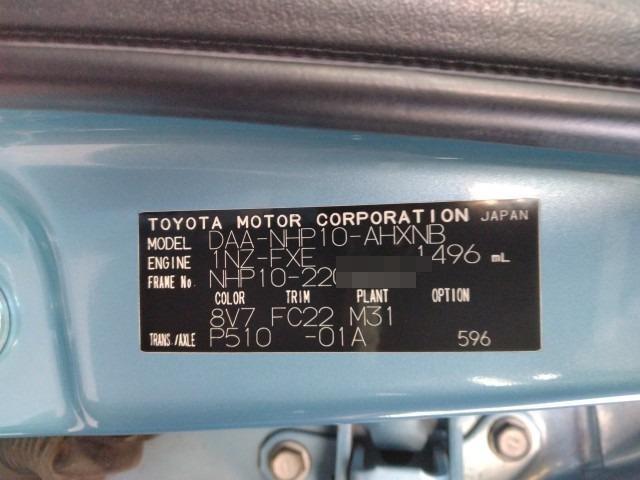 TOYOTA MOTOR CORPORATION JAPAN
MODEL DAA-NHP10-AHXNB
ENGINE 1NZ-FXE 1496 mL
FRAME No. NHP10-220
COLOR TRIM PLANT OPTION
8V7 FC22 M31
TRANS./AXLE P510 -01A 596